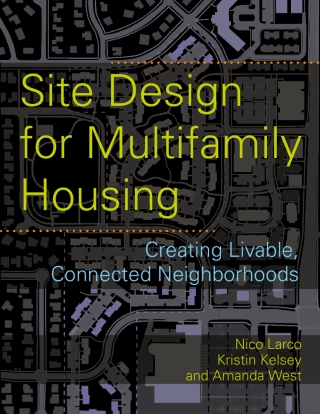 Site Design
for Multifamily
Housing
Creating Livable,
Connected Neighborhoods
Nico Larco
Kristin Kelsey
and Amanda West